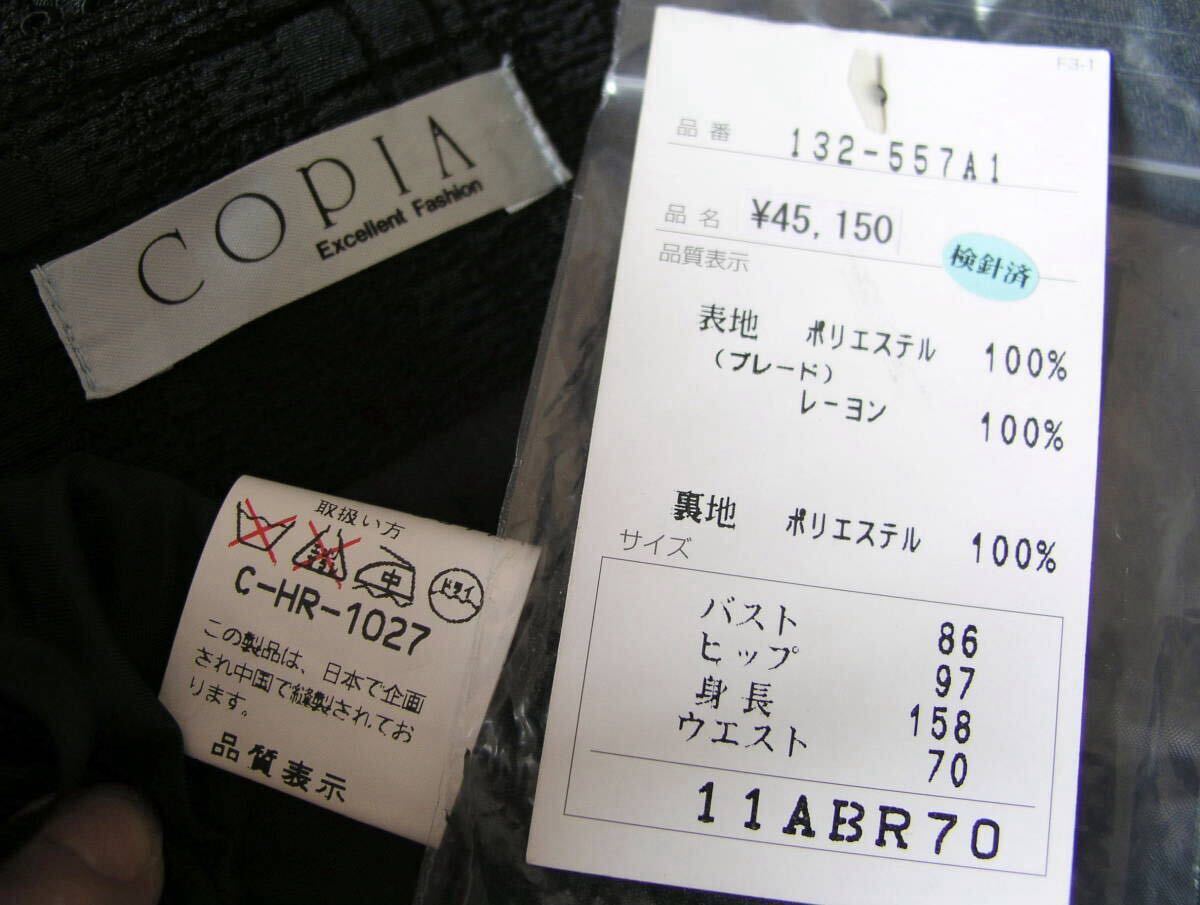 COPIA
Excellent Fashion
取扱い方
中
ドライ
C-HR-1027
この製品は、日本で企画
され中国で縫製されてお
ります。
品質表示
F3-1
品番 132-557A1
品名 ¥45,150
検針済
品質表示
表地 ポリエステル 100%
(ブレード)
レーヨン 100%
裏地 ポリエステル 100%
サイズ
バスト 86
ヒップ 97
身長 158
ウエスト 70
11ABR70